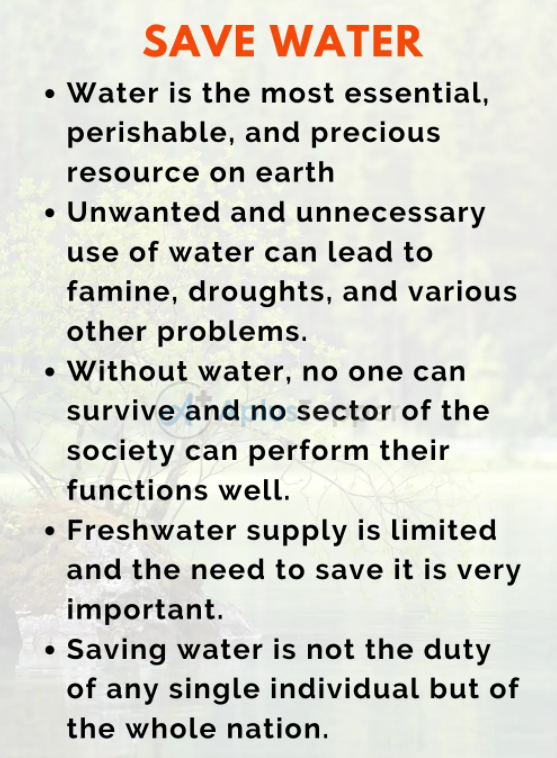 SAVE WATER
• Water is the most essential,
perishable, and precious
resource on earth
• Unwanted and unnecessary
use of water can lead to
famine, droughts, and various
other problems.
• Without water, no one can
survive and no sector of the
society can perform their
functions well.
• Freshwater supply is limited
and the need to save it is very
important.
• Saving water is not the duty
of any single individual but of
the whole nation.